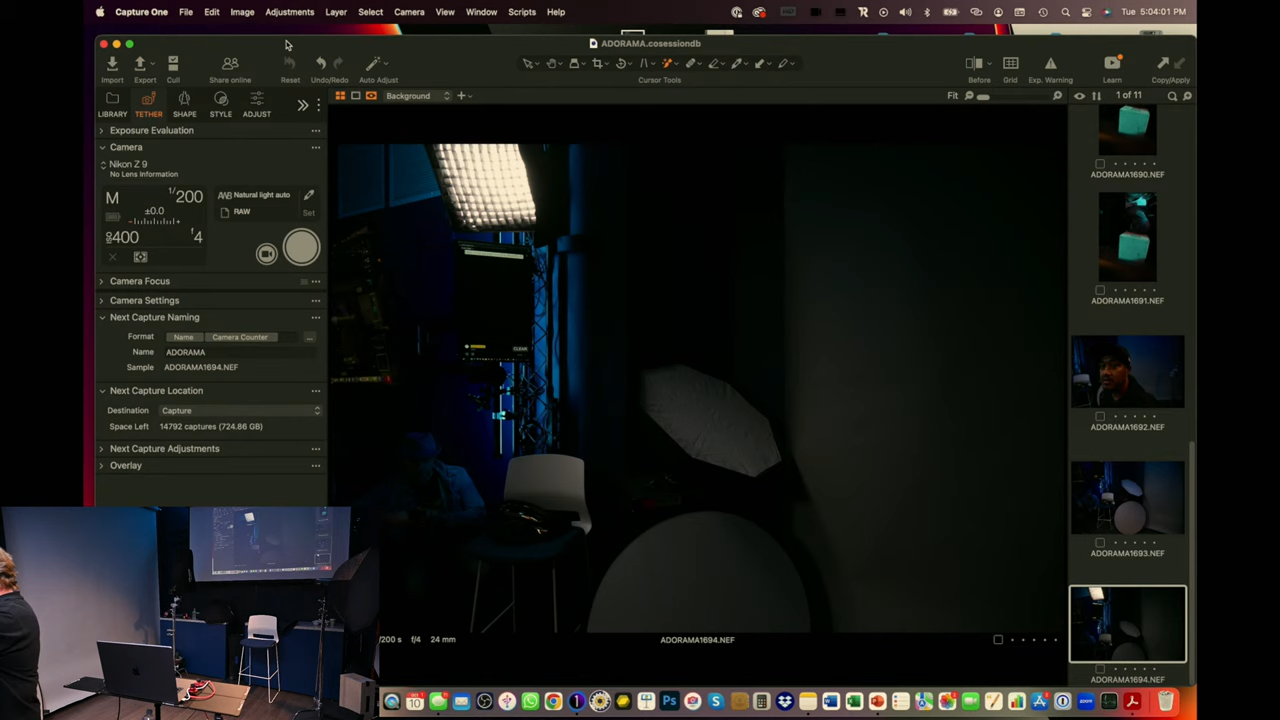 Capture One File Edit Image Adjustments Layer Select Camera View Window Scripts Help
Tue 5:04:01 PM
ADORAMA.cosessiondb
Import Export Cull Share online Reset Undo/Redo Auto Adjust Cursor Tools Before Grid Exp. Warning Learn Copy/Apply
LIBRARY TETHER SHAPE STYLE ADJUST
Background
Fit
1 of 11
Exposure Evaluation
Camera
Nikon Z 9
No Lens Information
M 1/200
±0.0
400 f4
AWB Natural light auto
RAW
Set
Camera Focus
Camera Settings
Next Capture Naming
Format Name Camera Counter ...
Name ADORAMA
Sample ADORAMA1694.NEF
Next Capture Location
Destination Capture
Space Left 14792 captures (724.86 GB)
Next Capture Adjustments
Overlay
ADORAMA1690.NEF
ADORAMA1691.NEF
ADORAMA1692.NEF
ADORAMA1693.NEF
ADORAMA1694.NEF
/200 s f/4 24 mm
ADORAMA1694.NEF
10